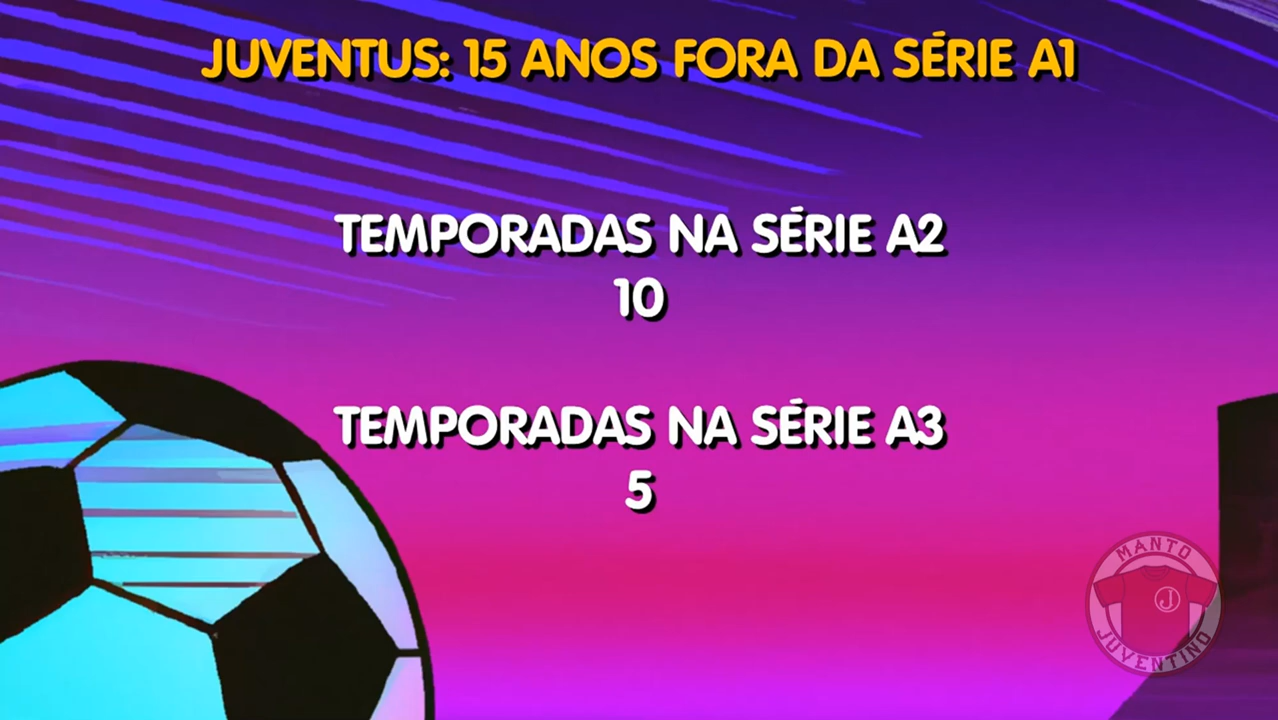 JUVENTUS: 15 ANOS FORA DA SÉRIE A1
TEMPORADAS NA SÉRIE A2
10
TEMPORADAS NA SÉRIE A3
5
MANTO
J
JUVENTINO